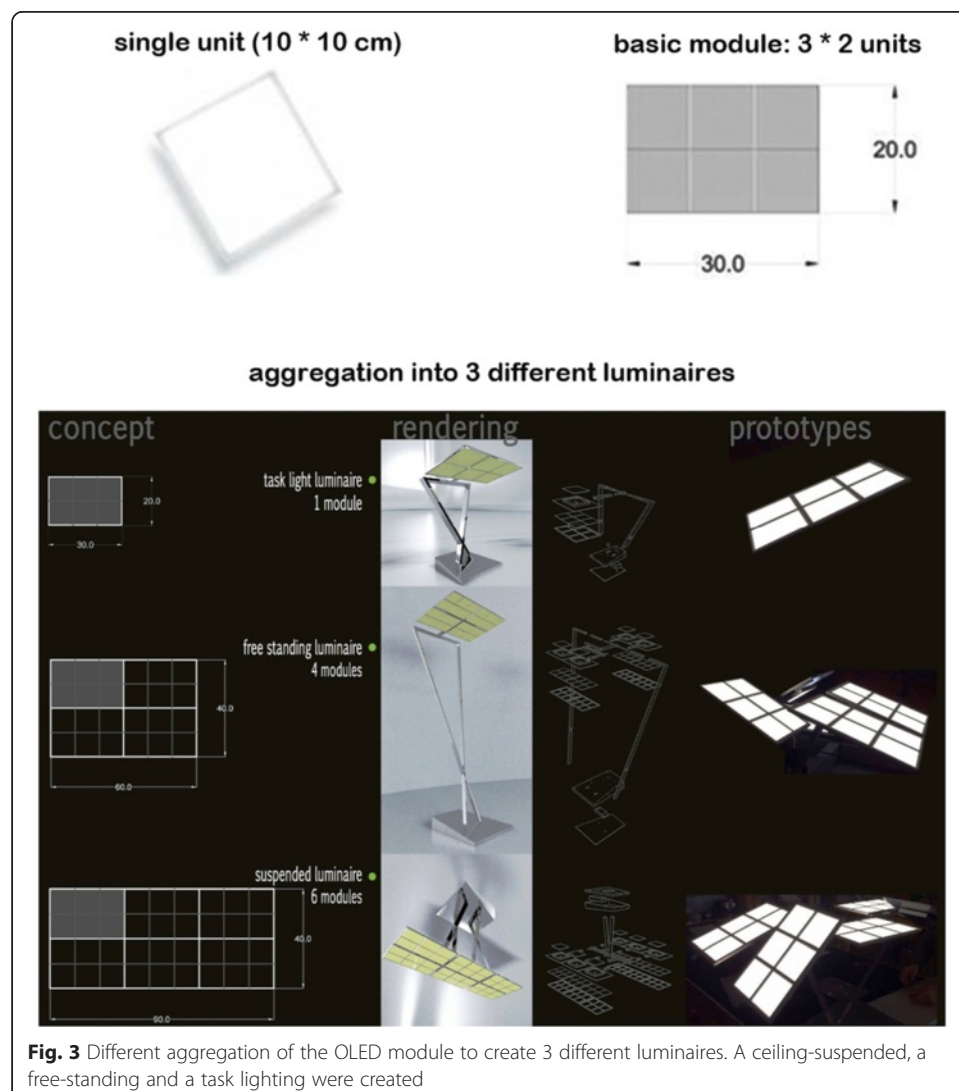 single unit (10 * 10 cm)
basic module: 3 * 2 units
20.0
30.0
aggregation into 3 different luminaires
concept
rendering
prototypes
task light luminaire
1 module
20.0
30.0
free standing luminaire
4 modules
40.0
60.0
suspended luminaire
6 modules
40.0
90.0
Fig. 3 Different aggregation of the OLED module to create 3 different luminaires. A ceiling-suspended, a
free-standing and a task lighting were created